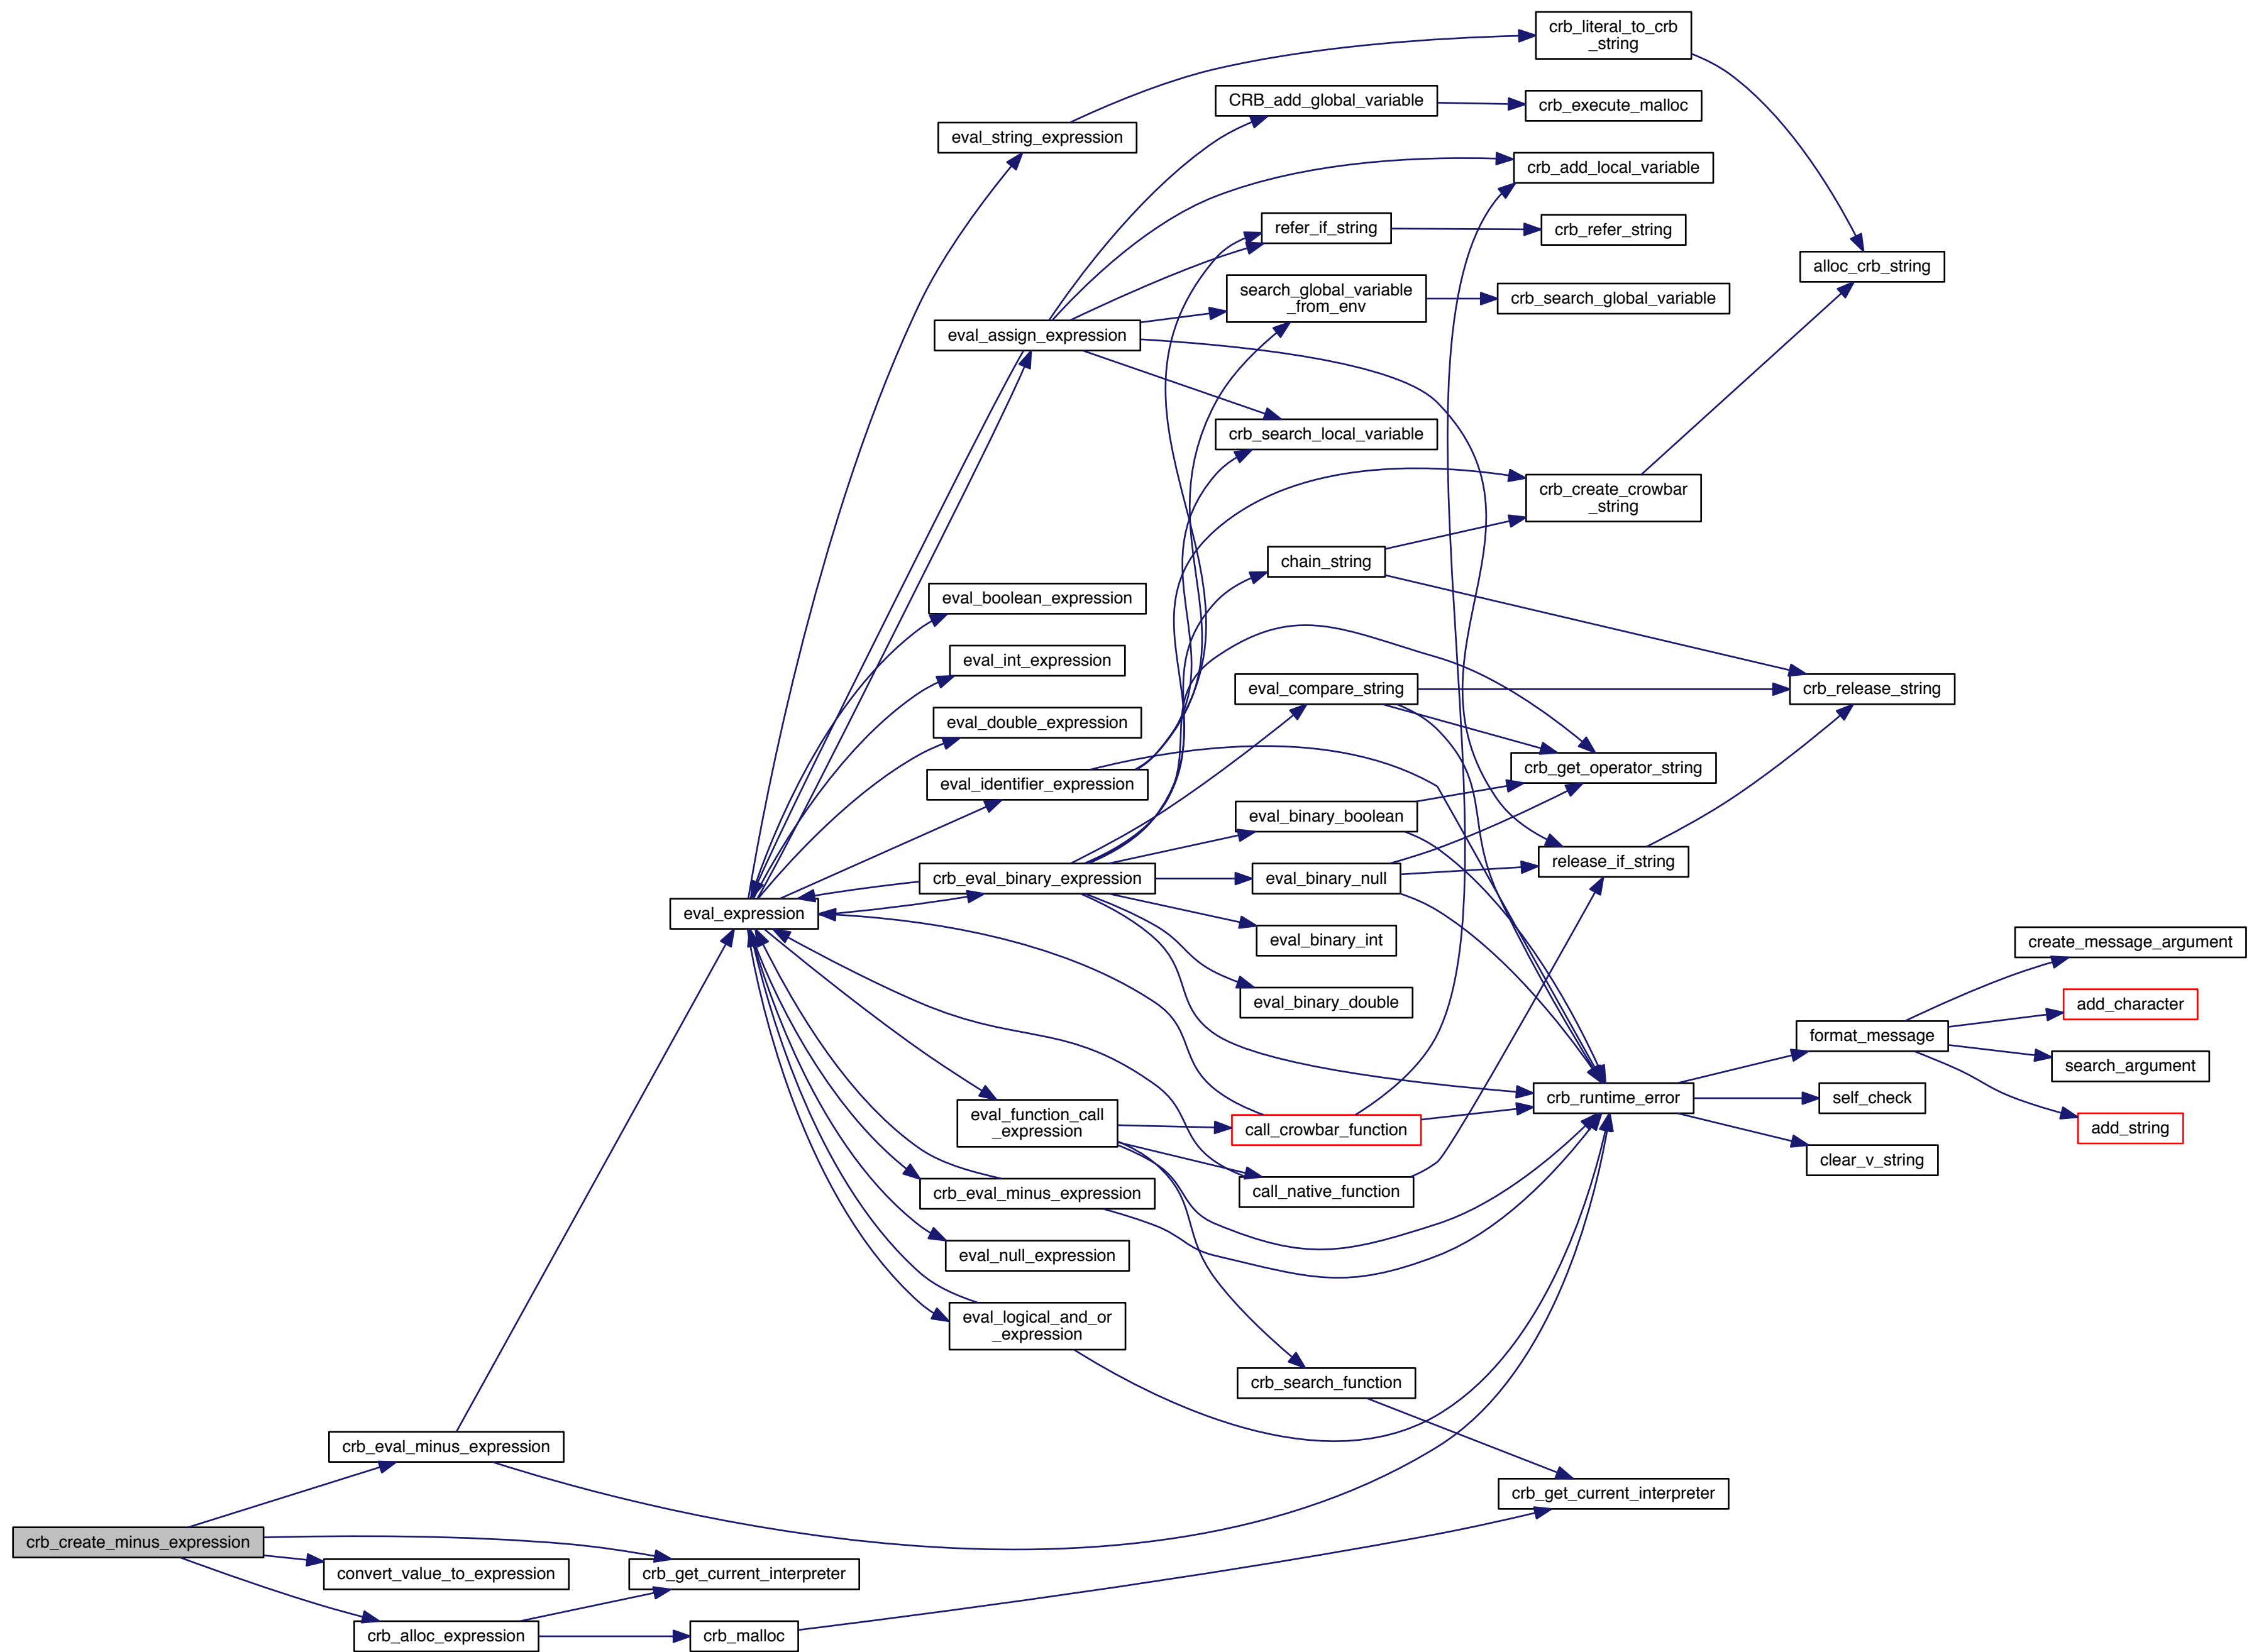 crb_literal_to_crb
_string
CRB_add_global_variable
crb_execute_malloc
eval_string_expression
crb_add_local_variable
refer_if_string
crb_refer_string
alloc_crb_string
search_global_variable
_from_env
crb_search_global_variable
eval_assign_expression
crb_search_local_variable
crb_create_crowbar
_string
chain_string
eval_boolean_expression
eval_int_expression
eval_compare_string
crb_release_string
eval_double_expression
crb_get_operator_string
eval_identifier_expression
eval_binary_boolean
release_if_string
crb_eval_binary_expression
eval_binary_null
eval_expression
eval_binary_int
create_message_argument
eval_binary_double
add_character
format_message
search_argument
crb_runtime_error
self_check
eval_function_call
_expression
call_crowbar_function
add_string
clear_v_string
crb_eval_minus_expression
call_native_function
eval_null_expression
eval_logical_and_or
_expression
crb_search_function
crb_eval_minus_expression
crb_get_current_interpreter
crb_create_minus_expression
convert_value_to_expression
crb_get_current_interpreter
crb_alloc_expression
crb_malloc